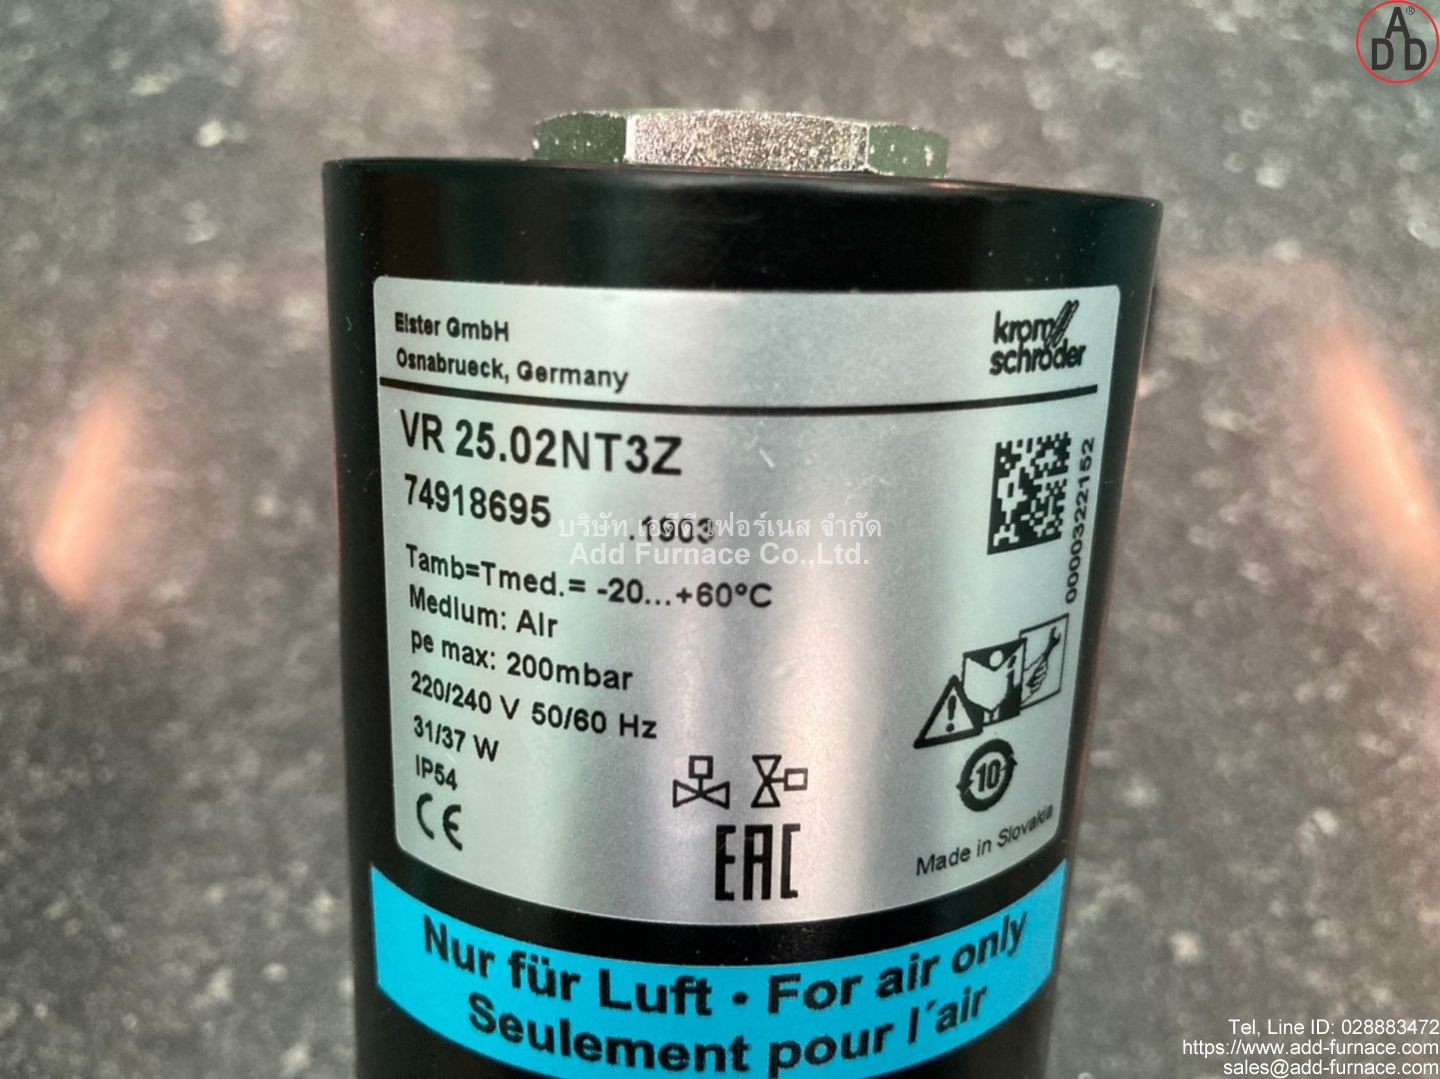 ADD®
Elster GmbH
Osnabrueck, Germany
krom
schröder
VR 25.02NT3Z
74918695 .1903
บริษัท เอดีดี เฟอร์เนส จำกัด
Add Furnace Co.,Ltd.
0000322152
Tamb=Tmed.= -20...+60°C
Medium: Air
pe max: 200mbar
220/240 V 50/60 Hz
31/37 W
IP54
CE
EAC
10
Made in Slovakia
Nur für Luft • For air only
Seulement pour l´air
Tel, Line ID: 028883472
https://www.add-furnace.com
sales@add-furnace.com